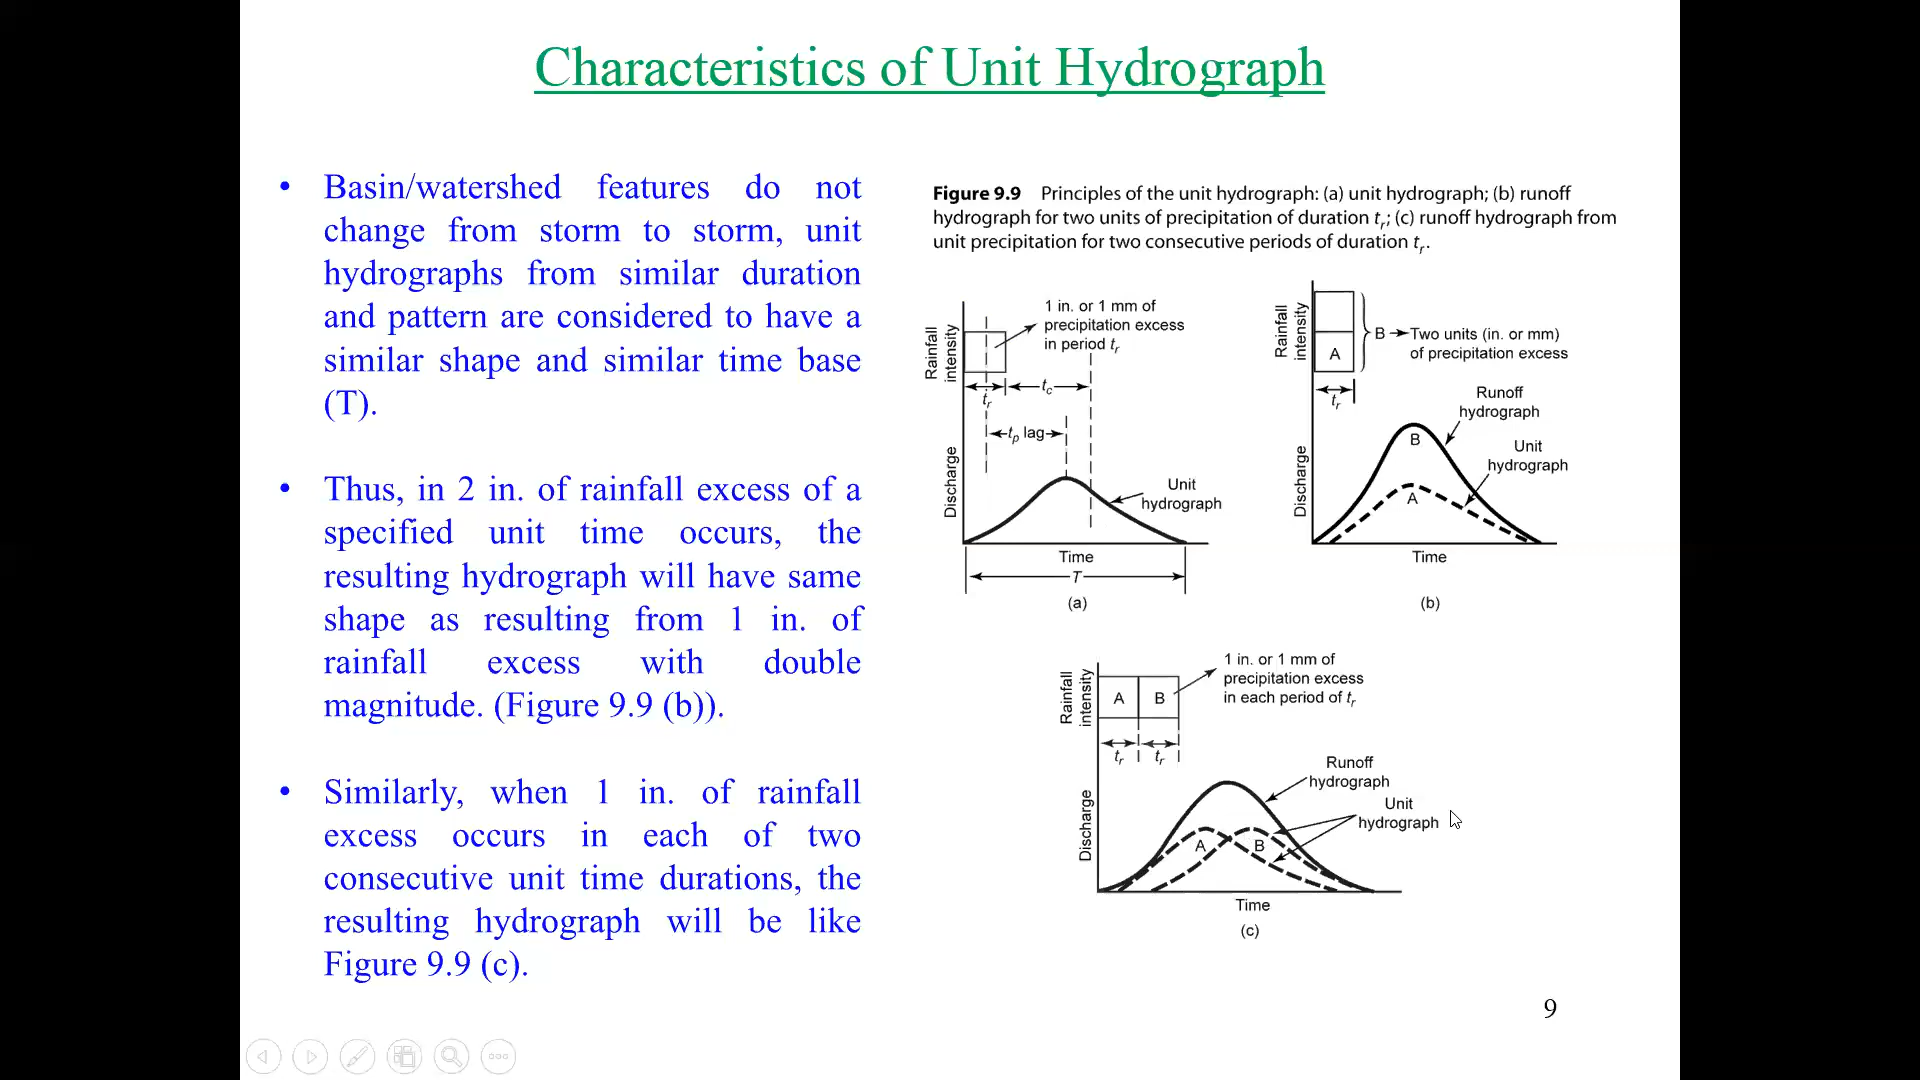 Characteristics of Unit Hydrograph
• Basin/watershed features do not
change from storm to storm, unit
hydrographs from similar duration
and pattern are considered to have a
similar shape and similar time base
(T).
• Thus, in 2 in. of rainfall excess of a
specified unit time occurs, the
resulting hydrograph will have same
shape as resulting from 1 in. of
rainfall excess with double
magnitude. (Figure 9.9 (b)).
• Similarly, when 1 in. of rainfall
excess occurs in each of two
consecutive unit time durations, the
resulting hydrograph will be like
Figure 9.9 (c).
Figure 9.9 Principles of the unit hydrograph: (a) unit hydrograph; (b) runoff
hydrograph for two units of precipitation of duration tr; (c) runoff hydrograph from
unit precipitation for two consecutive periods of duration tr.
Rainfall
intensity
1 in. or 1 mm of
precipitation excess
in period tr
tr
tc
tp lag
Discharge
Unit
hydrograph
Time
T
(a)
Rainfall
intensity
A
B
Two units (in. or mm)
of precipitation excess
tr
Runoff
hydrograph
Unit
hydrograph
Discharge
B
A
Time
(b)
Rainfall
intensity
A
B
1 in. or 1 mm of
precipitation excess
in each period of tr
tr
tr
Runoff
hydrograph
Unit
hydrograph
Discharge
A
B
Time
(c)
9